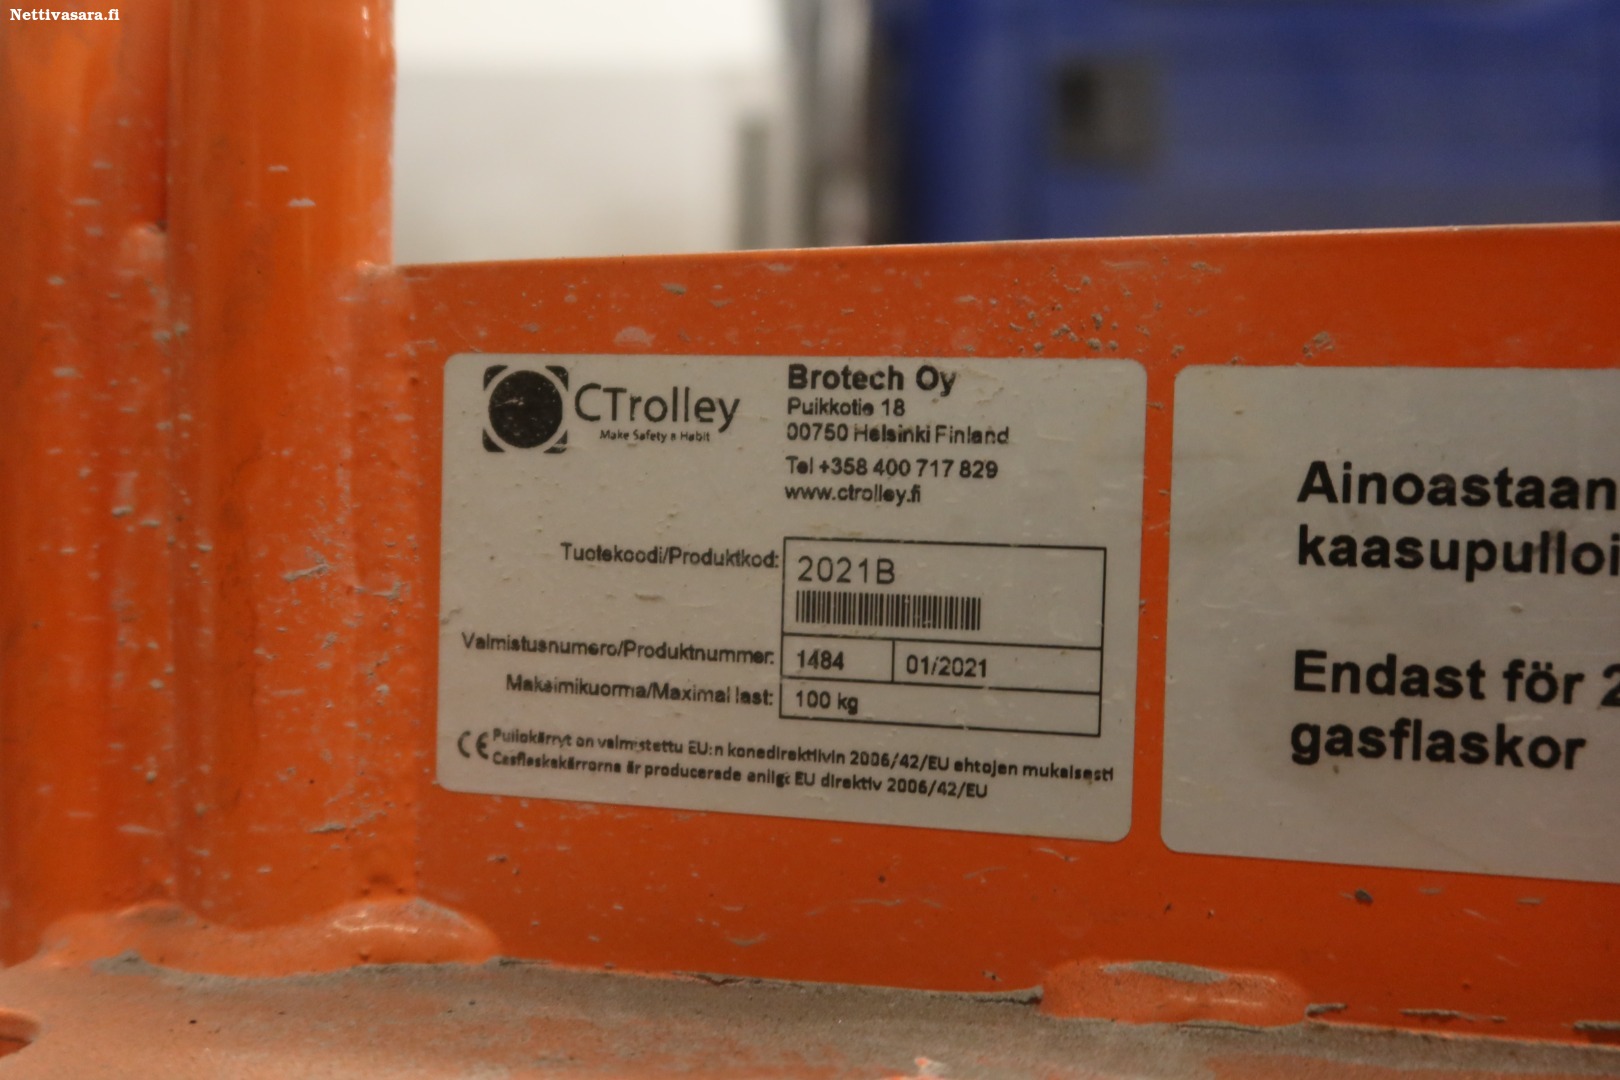 Nettivasara.fi
CTrolley
Make Safety a Habit
Brotech Oy
Puikkotie 18
00750 Helsinki Finland
Tel +358 400 717 829
www.ctrolley.fi
Tuotekoodi/Produktkod: 2021B
Valmistusnumero/Produktnummer: 1484 01/2021
Maksimikuorma/Maximal last: 100 kg
CE Pullokärryt on valmistettu EU:n konedirektiivin 2006/42/EU ehtojen mukaisesti
Gasflaskekärrorna är producerade enligt EU direktiv 2006/42/EU
Ainoastaan
kaasupulloi
Endast för 2
gasflaskor